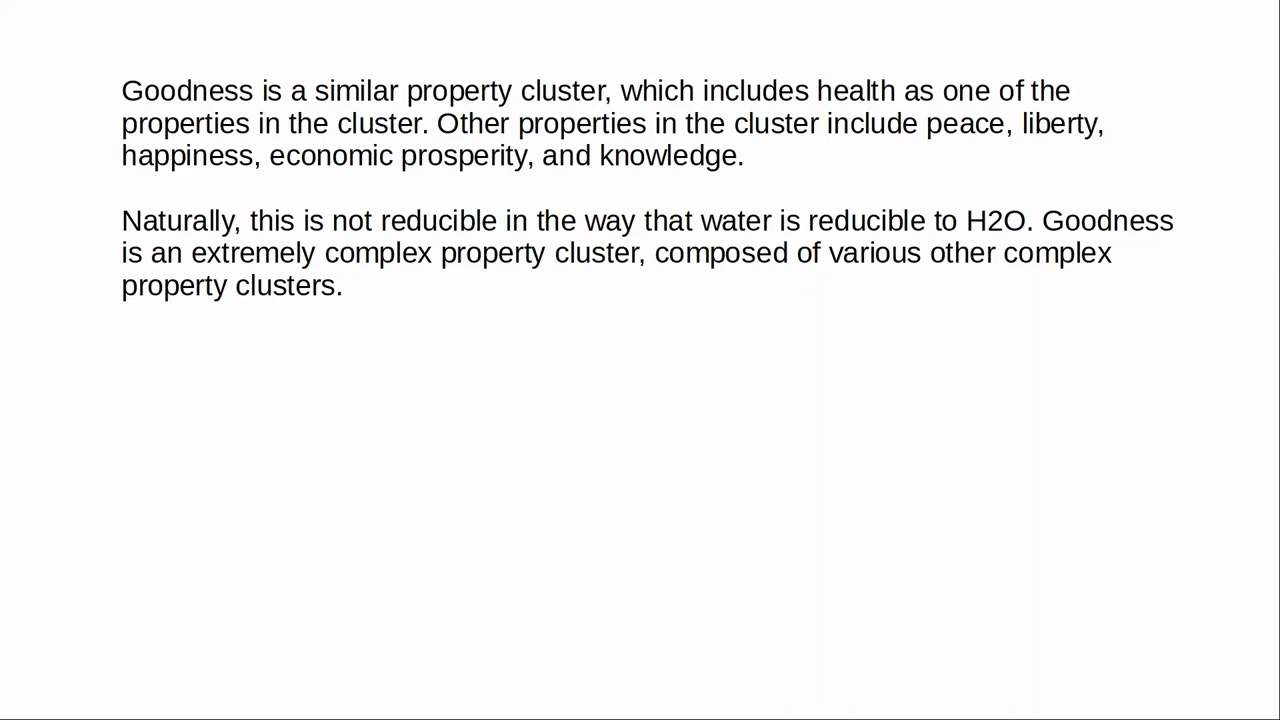 Goodness is a similar property cluster, which includes health as one of the
properties in the cluster. Other properties in the cluster include peace, liberty,
happiness, economic prosperity, and knowledge.
Naturally, this is not reducible in the way that water is reducible to H2O. Goodness
is an extremely complex property cluster, composed of various other complex
property clusters.